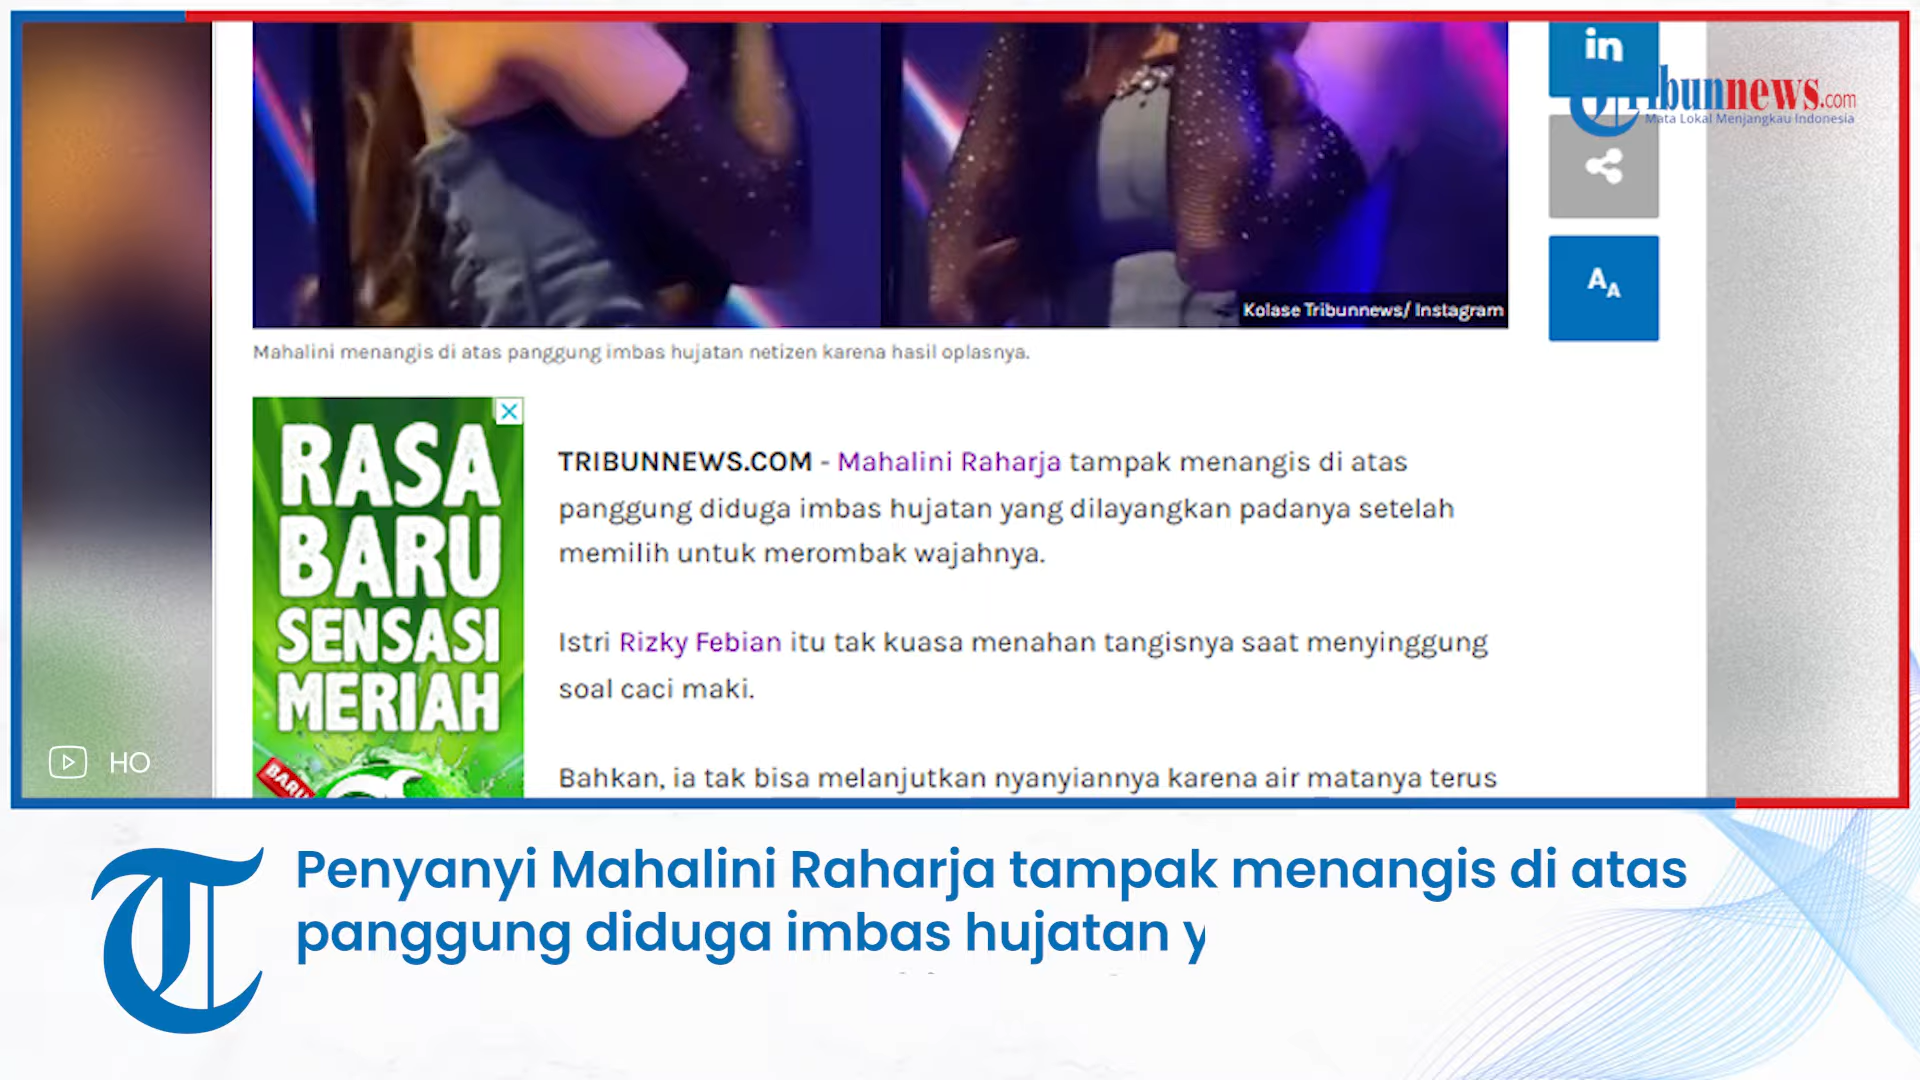 in
Tribunnews.com
Mata Lokal Menjangkau Indonesia
AA
Kolase Tribunnews/ Instagram
Mahalini menangis di atas panggung imbas hujatan netizen karena hasil oplasnya.
RASA
BARU
SENSASI
MERIAH
BARU
TRIBUNNEWS.COM - Mahalini Raharja tampak menangis di atas
panggung diduga imbas hujatan yang dilayangkan padanya setelah
memilih untuk merombak wajahnya.
Istri Rizky Febian itu tak kuasa menahan tangisnya saat menyinggung
soal caci maki.
Bahkan, ia tak bisa melanjutkan nyanyiannya karena air matanya terus
HO
Penyanyi Mahalini Raharja tampak menangis di atas
panggung diduga imbas hujatan y